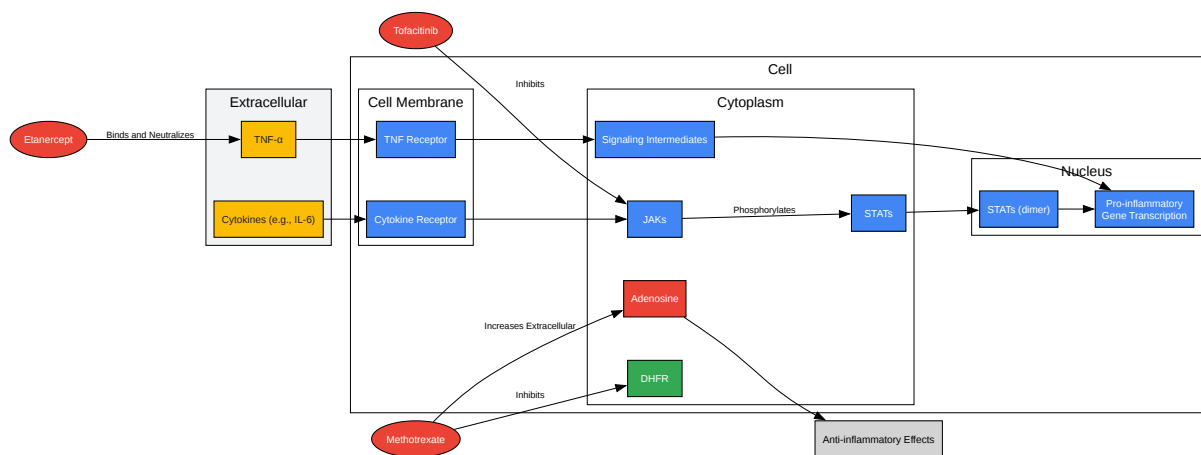 Tofacitinib
Cell
Inhibits
Extracellular
Cell Membrane
Cytoplasm
Etanercept
Binds and Neutralizes
TNF-α
TNF Receptor
Signaling Intermediates
Nucleus
Cytokines (e.g., IL-6)
Cytokine Receptor
JAKs
Phosphorylates
STATs
STATs (dimer)
Pro-inflammatory
Gene Transcription
Adenosine
Increases Extracellular
DHFR
Inhibits
Methotrexate
Anti-inflammatory Effects